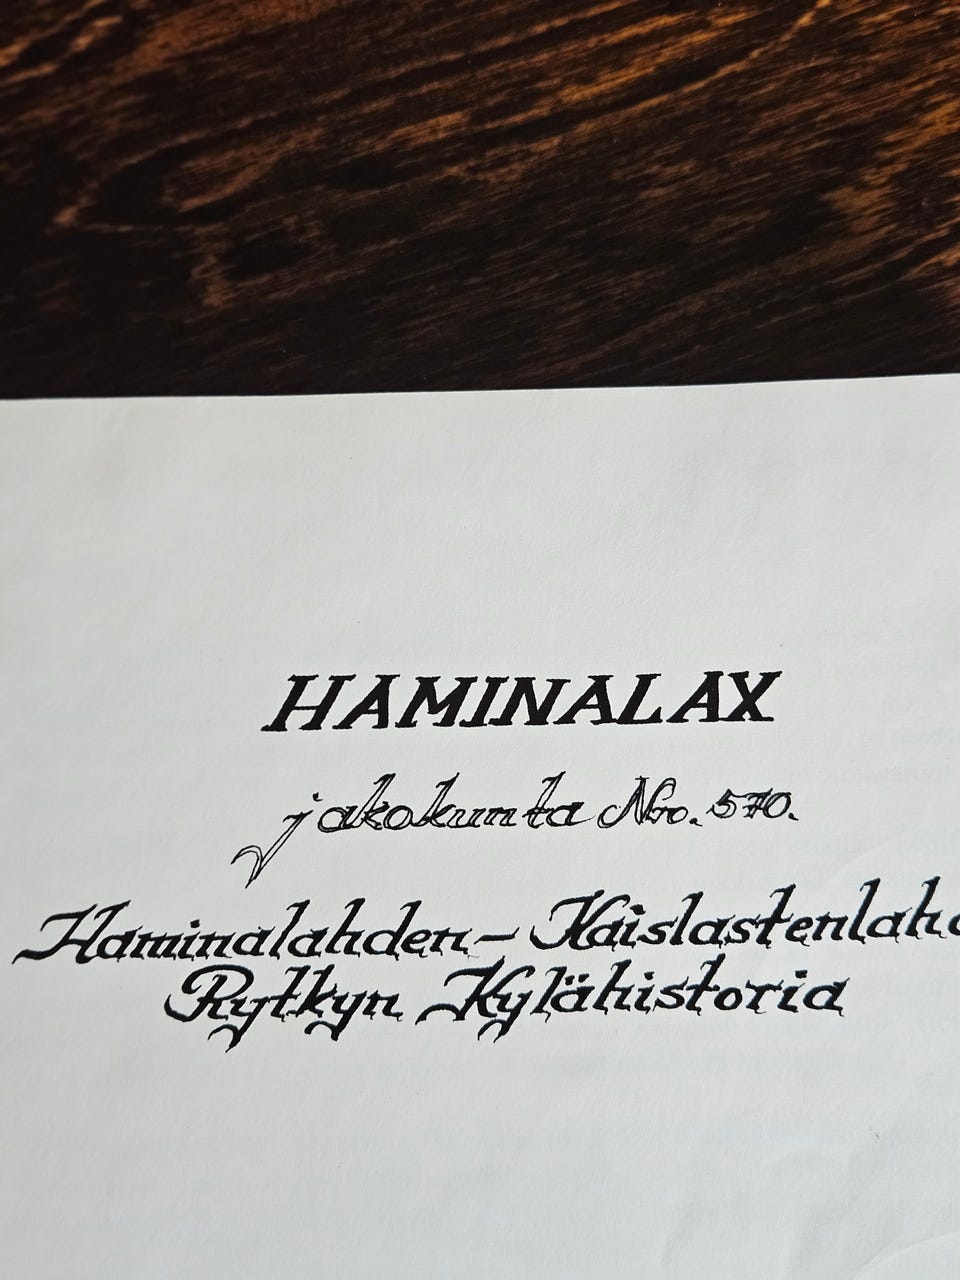 HAMINALAX
jakokunta Nro. 570.
Haminalahden- Kaislastenlah
Rytkyn Kylähistoria